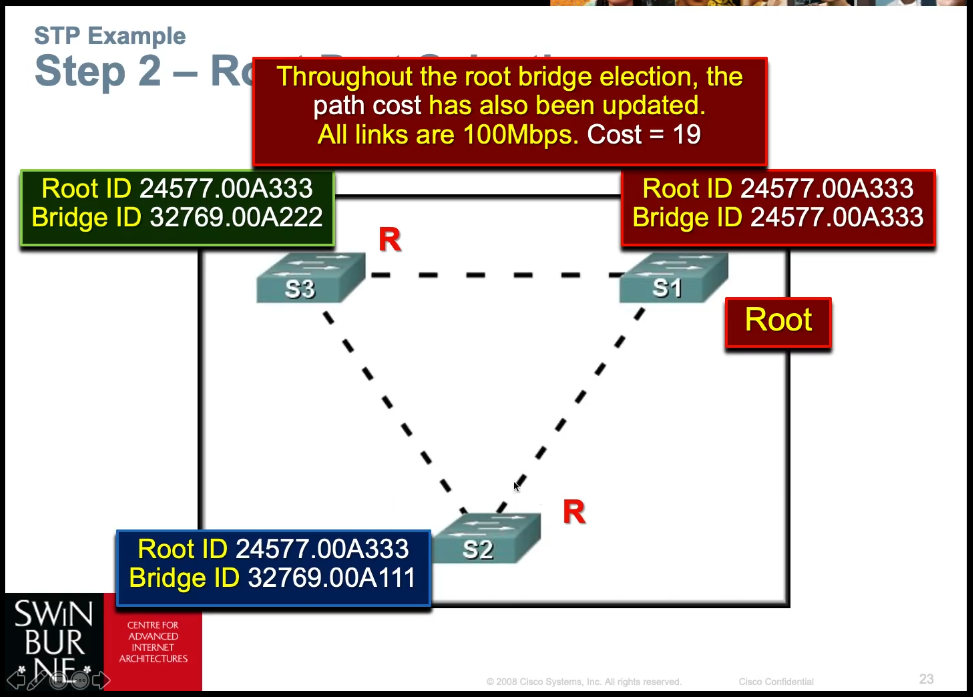 STP Example
Step 2 – Ro
Throughout the root bridge election, the
path cost has also been updated.
All links are 100Mbps. Cost = 19
Root ID 24577.00A333
Bridge ID 32769.00A222
Root ID 24577.00A333
Bridge ID 24577.00A333
R
S3
S1
Root
R
S2
Root ID 24577.00A333
Bridge ID 32769.00A111
SWIN
BUR
NE
CENTRE FOR
ADVANCED
INTERNET
ARCHITECTURES
© 2008 Cisco Systems, Inc. All rights reserved.
Cisco Confidential
23